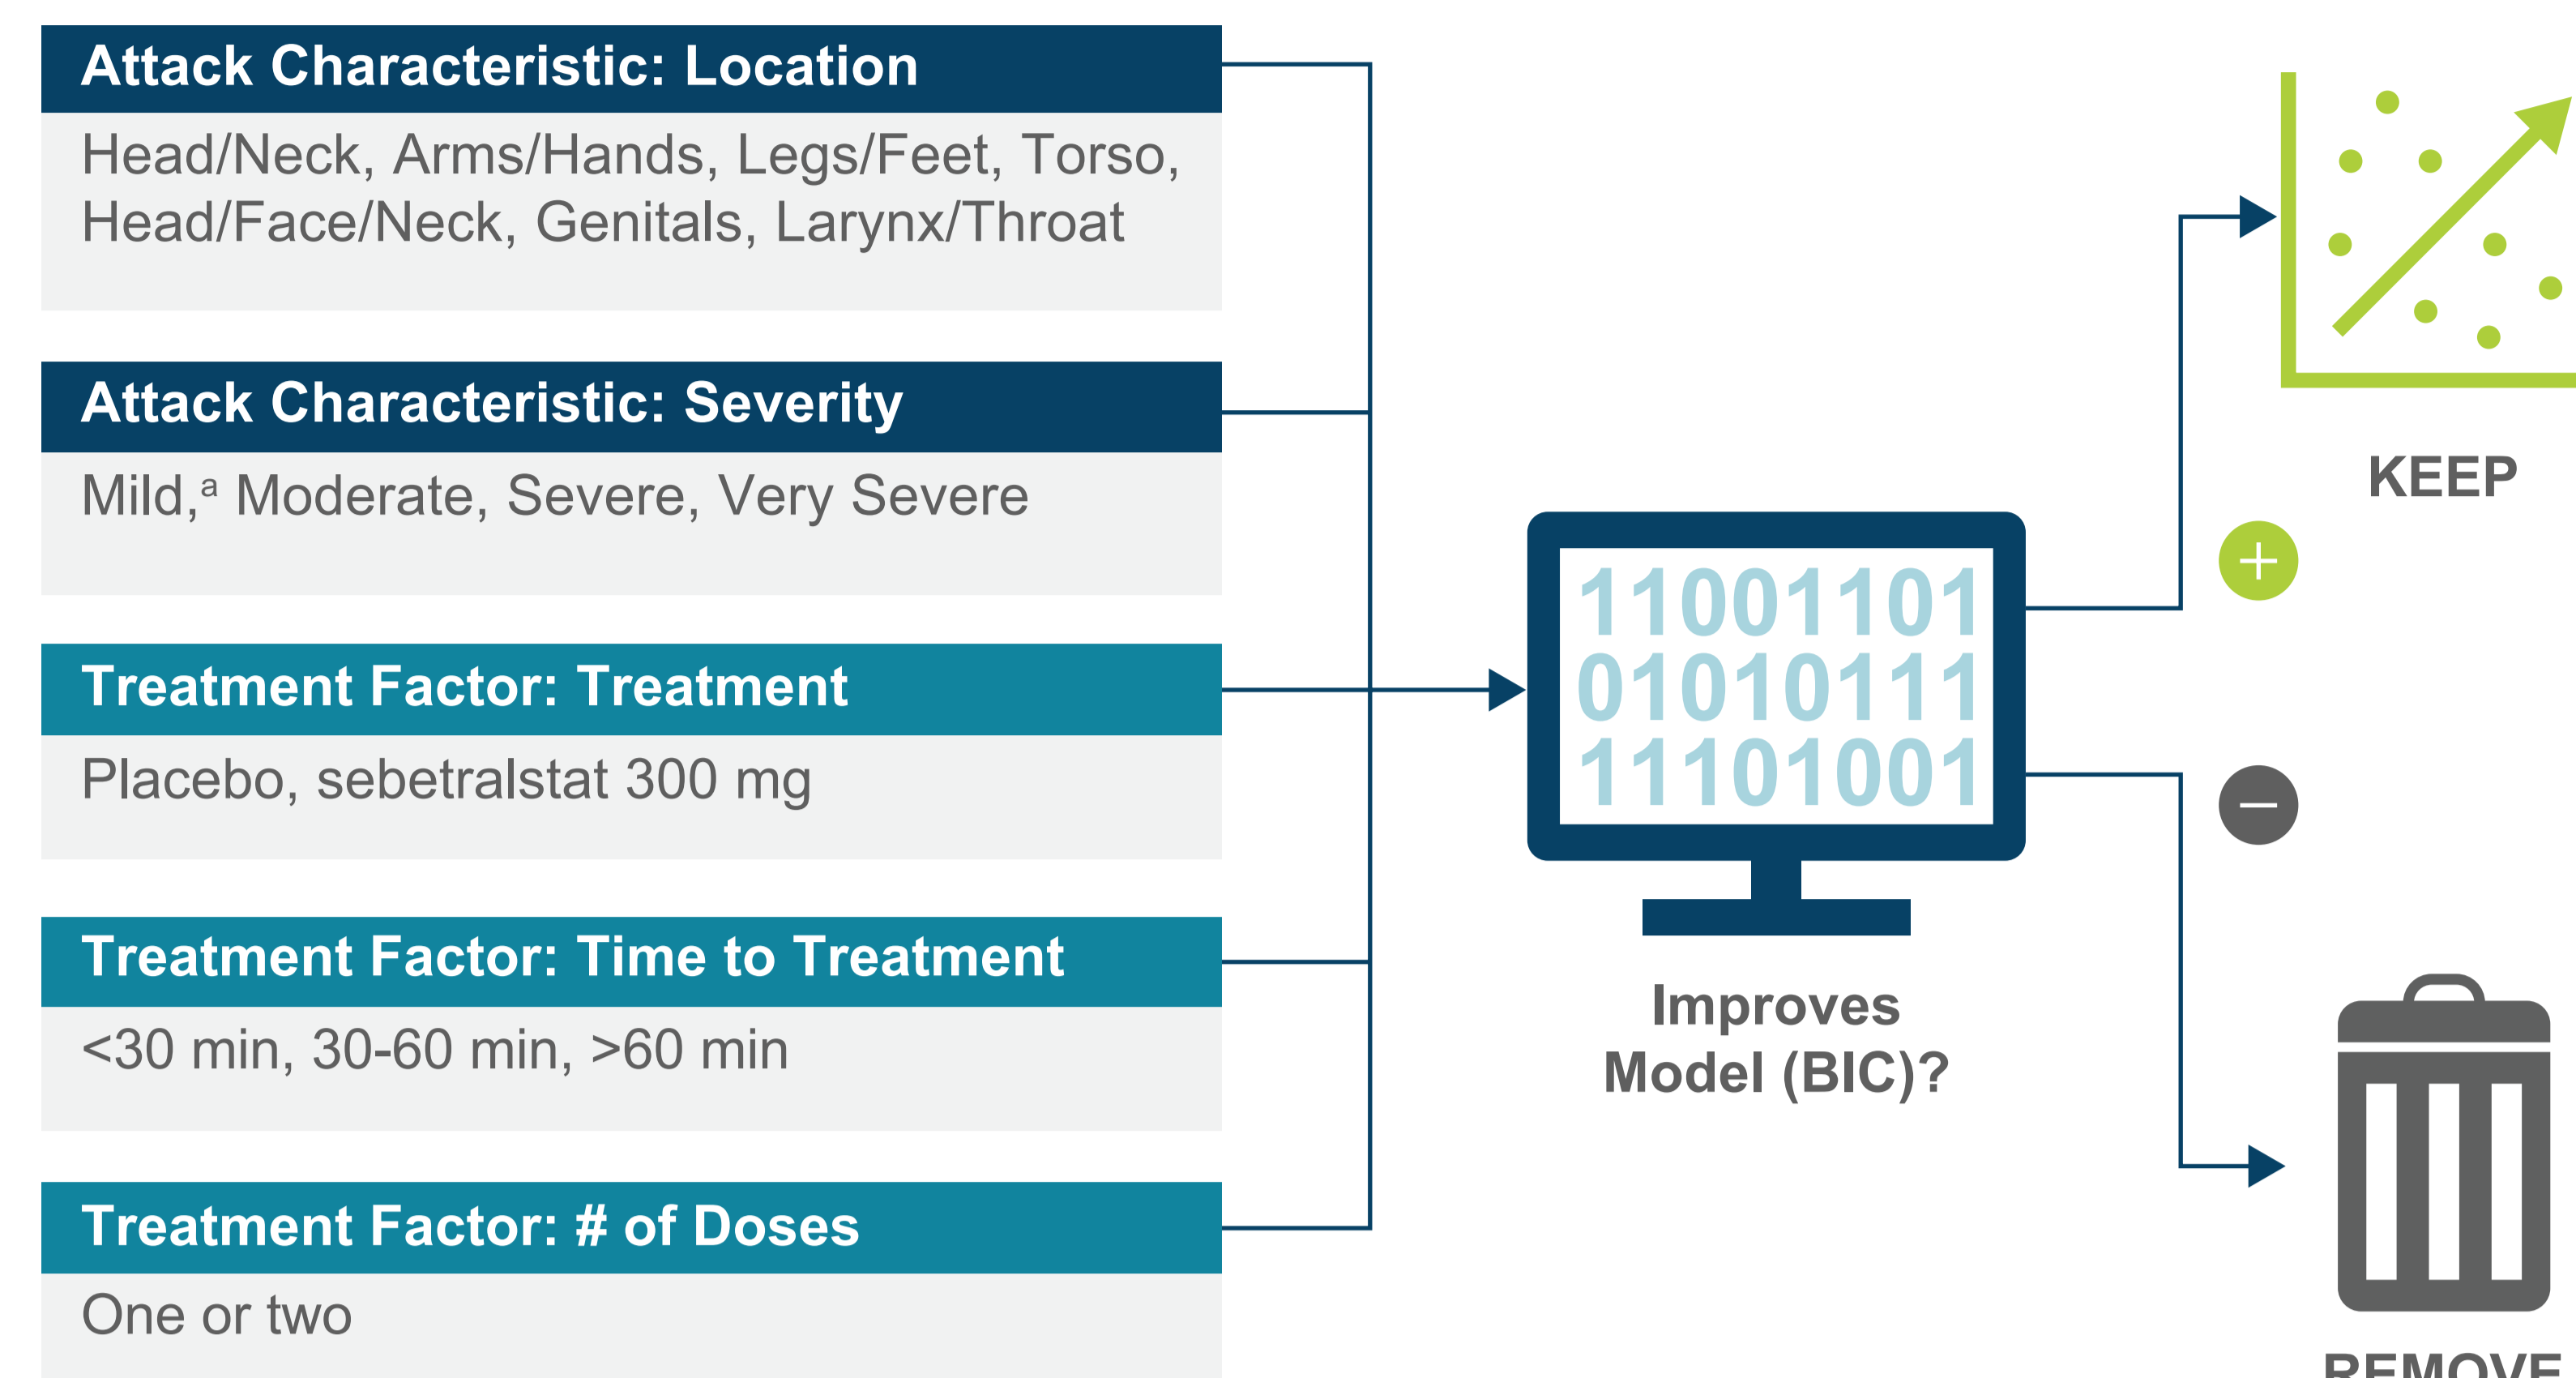 Attack Characteristic: Location
Head/Neck, Arms/Hands, Legs/Feet, Torso,
Head/Face/Neck, Genitals, Larynx/Throat
Attack Characteristic: Severity
Mild,ᵃ Moderate, Severe, Very Severe
Treatment Factor: Treatment
Placebo, sebetralstat 300 mg
Treatment Factor: Time to Treatment
<30 min, 30-60 min, >60 min
Treatment Factor: # of Doses
One or two
11001101
01010111
11101001
Improves
Model (BIC)?
KEEP
+
−
REMOVE